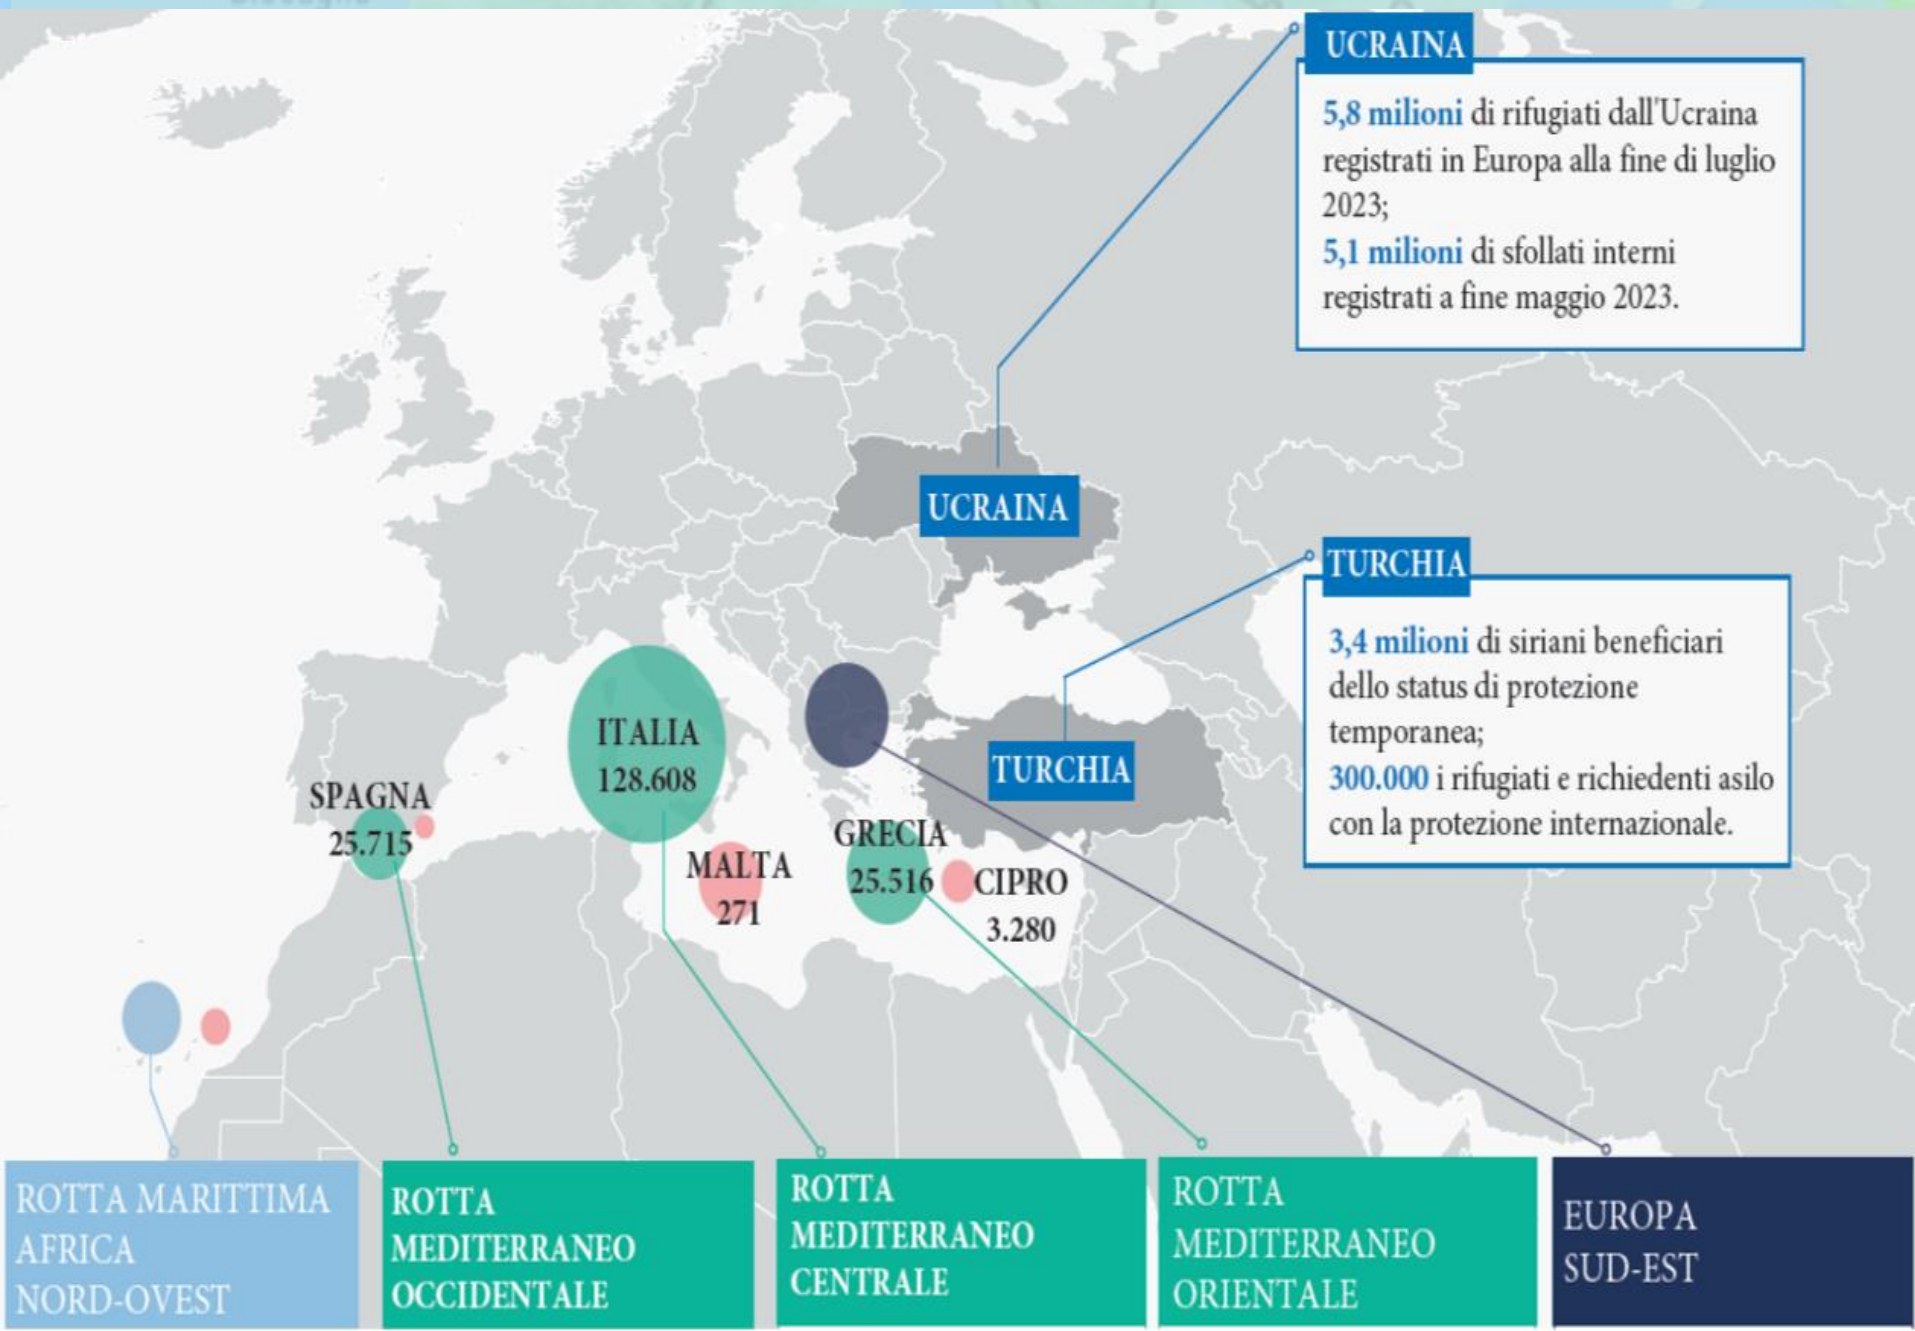 UCRAINA
5,8 milioni di rifugiati dall'Ucraina
registrati in Europa alla fine di luglio
2023;
5,1 milioni di sfollati interni
registrati a fine maggio 2023.
UCRAINA
TURCHIA
3,4 milioni di siriani beneficiari
dello status di protezione
temporanea;
300.000 i rifugiati e richiedenti asilo
con la protezione internazionale.
TURCHIA
ITALIA
128.608
SPAGNA
25.715
MALTA
271
GRECIA
25.516
CIPRO
3.280
ROTTA MARITTIMA
AFRICA
NORD-OVEST
ROTTA
MEDITERRANEO
OCCIDENTALE
ROTTA
MEDITERRANEO
CENTRALE
ROTTA
MEDITERRANEO
ORIENTALE
EUROPA
SUD-EST